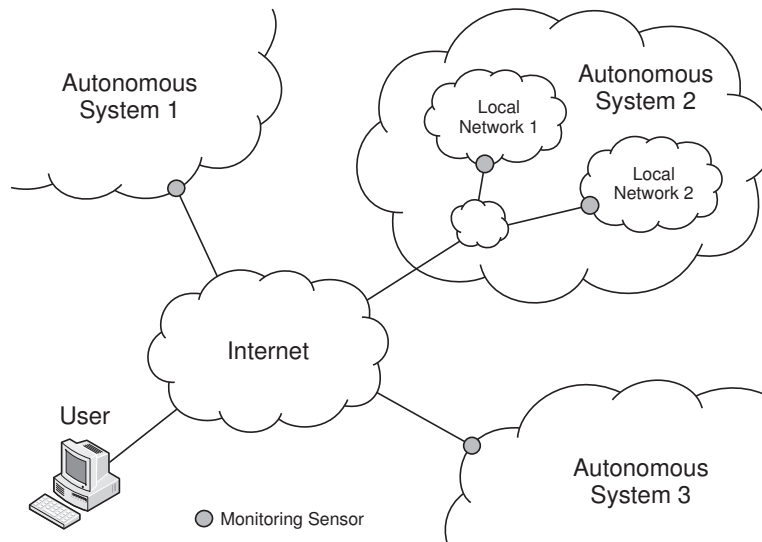 Autonomous
System 1
Autonomous
System 2
Local
Network 1
Local
Network 2
Internet
User
Autonomous
System 3
Monitoring Sensor